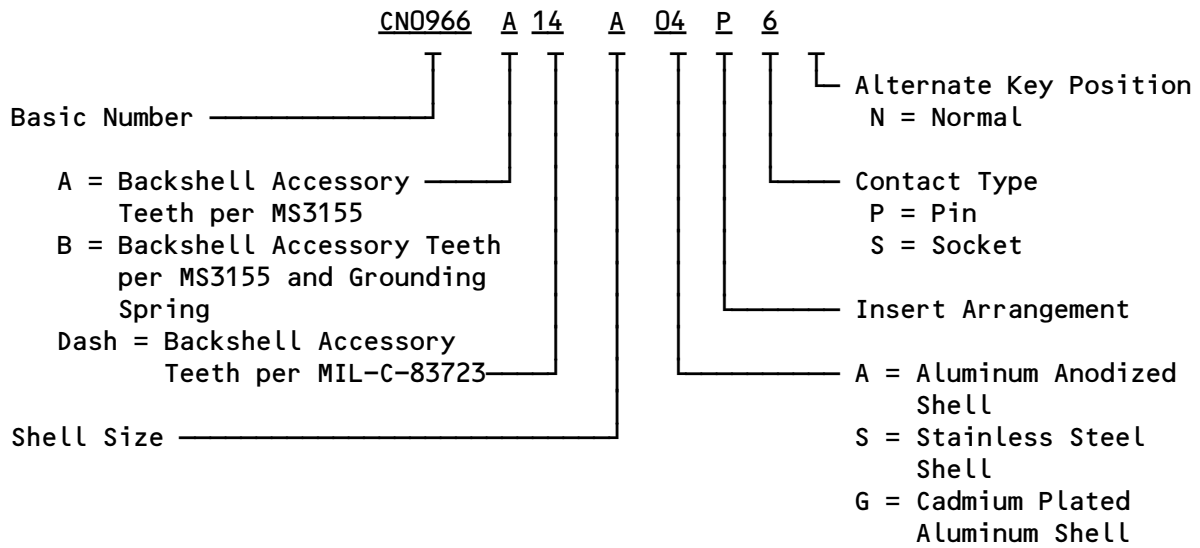 CN0966 A 14 A 04 P 6
Alternate Key Position
N = Normal
Basic Number
A = Backshell Accessory
Teeth per MS3155
B = Backshell Accessory Teeth
per MS3155 and Grounding
Spring
Dash = Backshell Accessory
Teeth per MIL-C-83723
Shell Size
Contact Type
P = Pin
S = Socket
Insert Arrangement
A = Aluminum Anodized
Shell
S = Stainless Steel
Shell
G = Cadmium Plated
Aluminum Shell